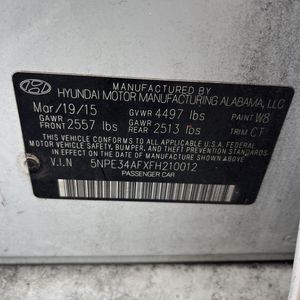 MANUFACTURED BY
HYUNDAI MOTOR MANUFACTURING ALABAMA, LLC
Mar/19/15 GVWR 4497 lbs PAINT W8
GAWR FRONT 2557 lbs GAWR REAR 2513 lbs TRIM CT
THIS VEHICLE CONFORMS TO ALL APPLICABLE U.S.A. FEDERAL
MOTOR VEHICLE SAFETY, BUMPER, AND THEFT
PREVENTION STANDARDS IN EFFECT ON THE DATE OF
MANUFACTURE SHOWN ABOVE.
V.I.N 5NPE34AFXFH210012
PASSENGER CAR